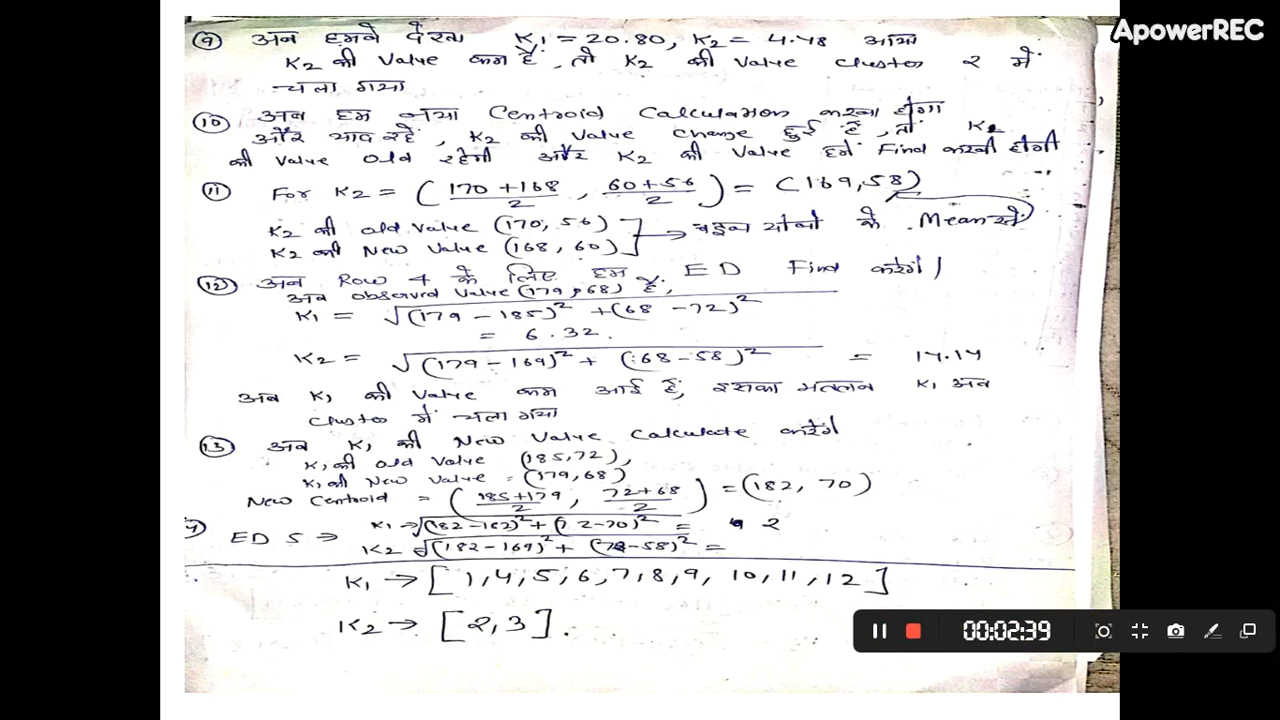 ApowerREC
⑨ अब हमने देखा K1 = 20.80, K2 = 4.48 आया
K2 की Value कम है, तो K2 की Value Cluster 2 में
चला गया
⑩ अब हम नया Centroid Calculation करना होगा
और याद रहे, K2 की Value Change हुई है, तो K2
की Value Old रहेगी और K2 की Value हमे Find करनी होगी
⑪ For K2 = (170+168/2, 60+56/2) = (169,58)
K2 की Old Value (170, 56)
K2 की New Value (168, 60)
के Mean से
⑫ अब Row 4 के लिए हम ED Find करेंगे|
अब observed Value (179,68) है,
K1 = √(179 - 185)² + (68 - 72)²
= 6.32.
K2 = √(179 - 169)² + (68-58)² = 14.14
अब K1 की Value कम आई है, इसका मतलब K1 अब
Cluster में चला गया
⑬ अब K1 की New Value Calculate करेंगे
K1 की Old Value (185,72),
K1 की New Value = (179,68)
New Centroid = (185+179/2, 72+68/2) = (182, 70)
ED 5 ⇒ K1 → = 2
K2 √(182-169)² + (-58)² =
K1 → [1,4,5,6,7,8,9, 10,11,12]
K2 → [2,3].
00:02:39